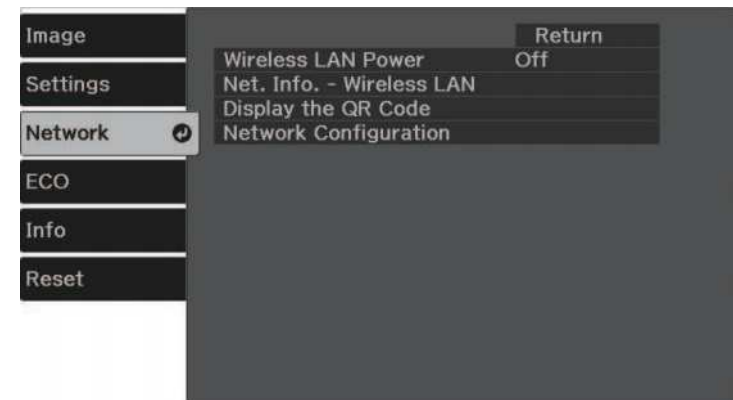 Image
Settings
Network
ECO
Info
Reset
Return
Wireless LAN Power Off
Net. Info. - Wireless LAN
Display the QR Code
Network Configuration